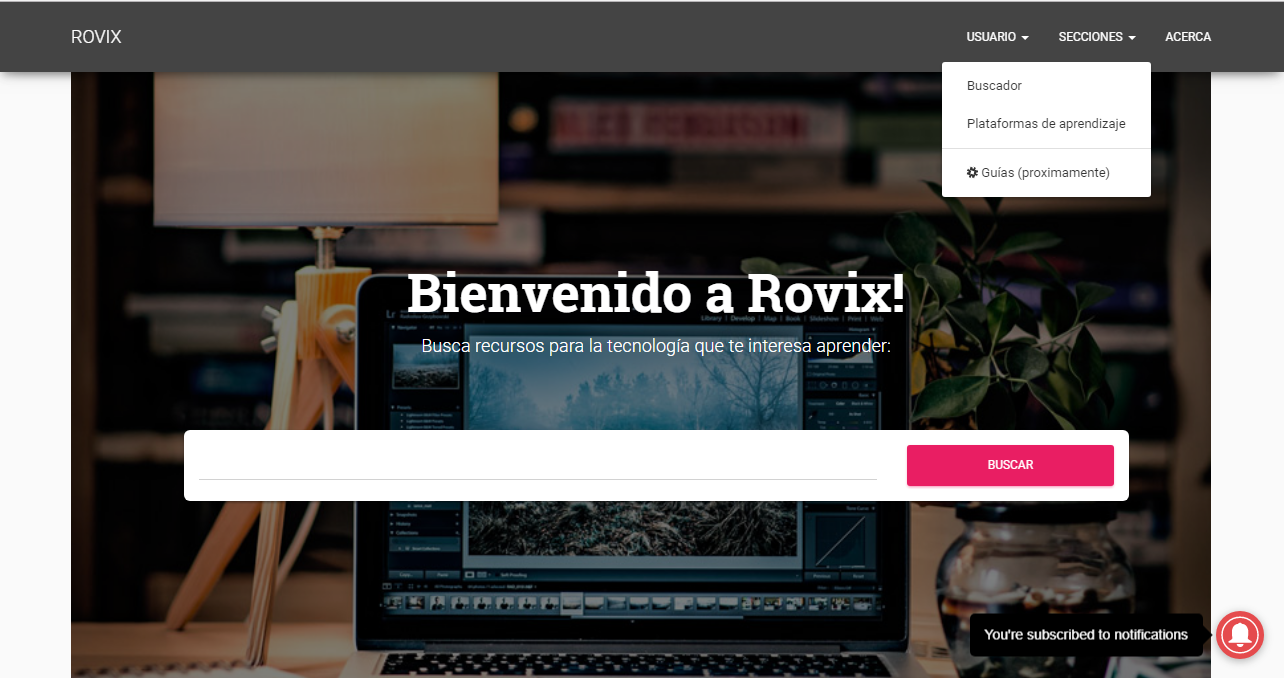 ROVIX
USUARIO
SECCIONES
ACERCA
Buscador
Plataformas de aprendizaje
Guías (proximamente)
Bienvenido a Rovix!
Busca recursos para la tecnología que te interesa aprender:
BUSCAR
You're subscribed to notifications